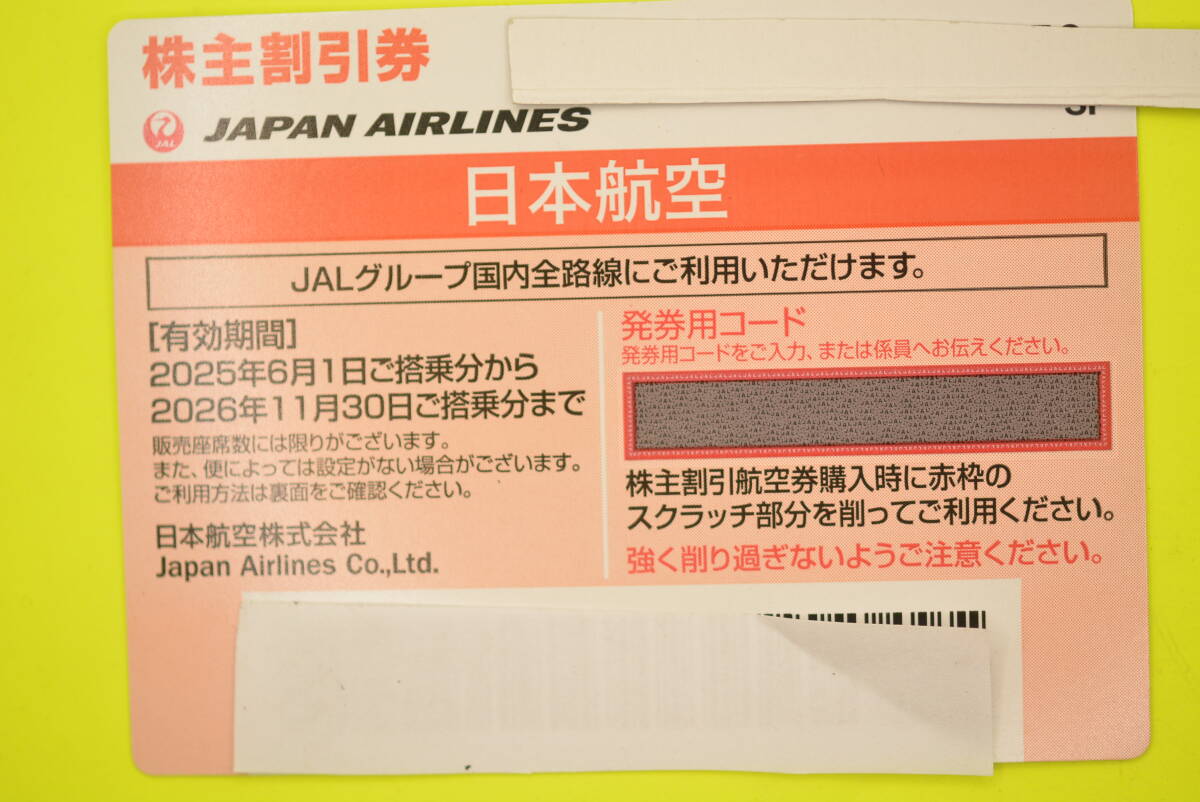 株主割引券
JAL
JAPAN AIRLINES
日本航空
JALグループ国内全路線にご利用いただけます。
[有効期間]
2025年6月1日ご搭乗分から
2026年11月30日ご搭乗分まで
販売座席数には限りがございます。
また、便によっては設定がない場合がございます。
ご利用方法は裏面をご確認ください。
日本航空株式会社
Japan Airlines Co.,Ltd.
発券用コード
発券用コードをご入力、または係員へお伝えください。
株主割引航空券購入時に赤枠の
スクラッチ部分を削ってご利用ください。
強く削り過ぎないようご注意ください。